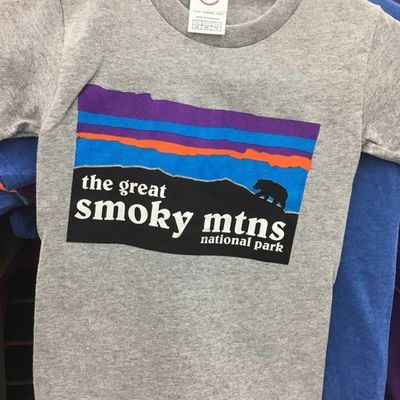 the great
smoky mtns
national park